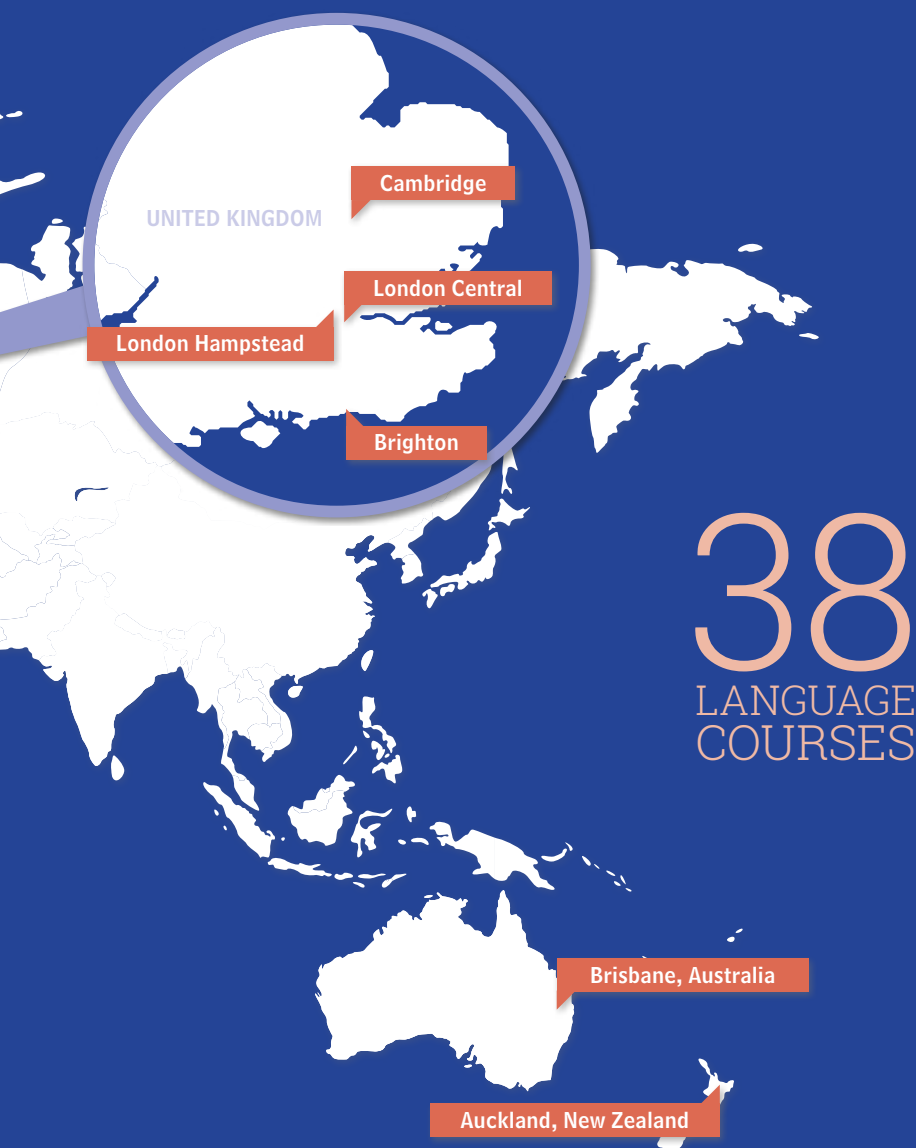 Cambridge
UNITED KINGDOM
London Central
London Hampstead
Brighton
38
LANGUAGE
COURSES
Brisbane, Australia
Auckland, New Zealand